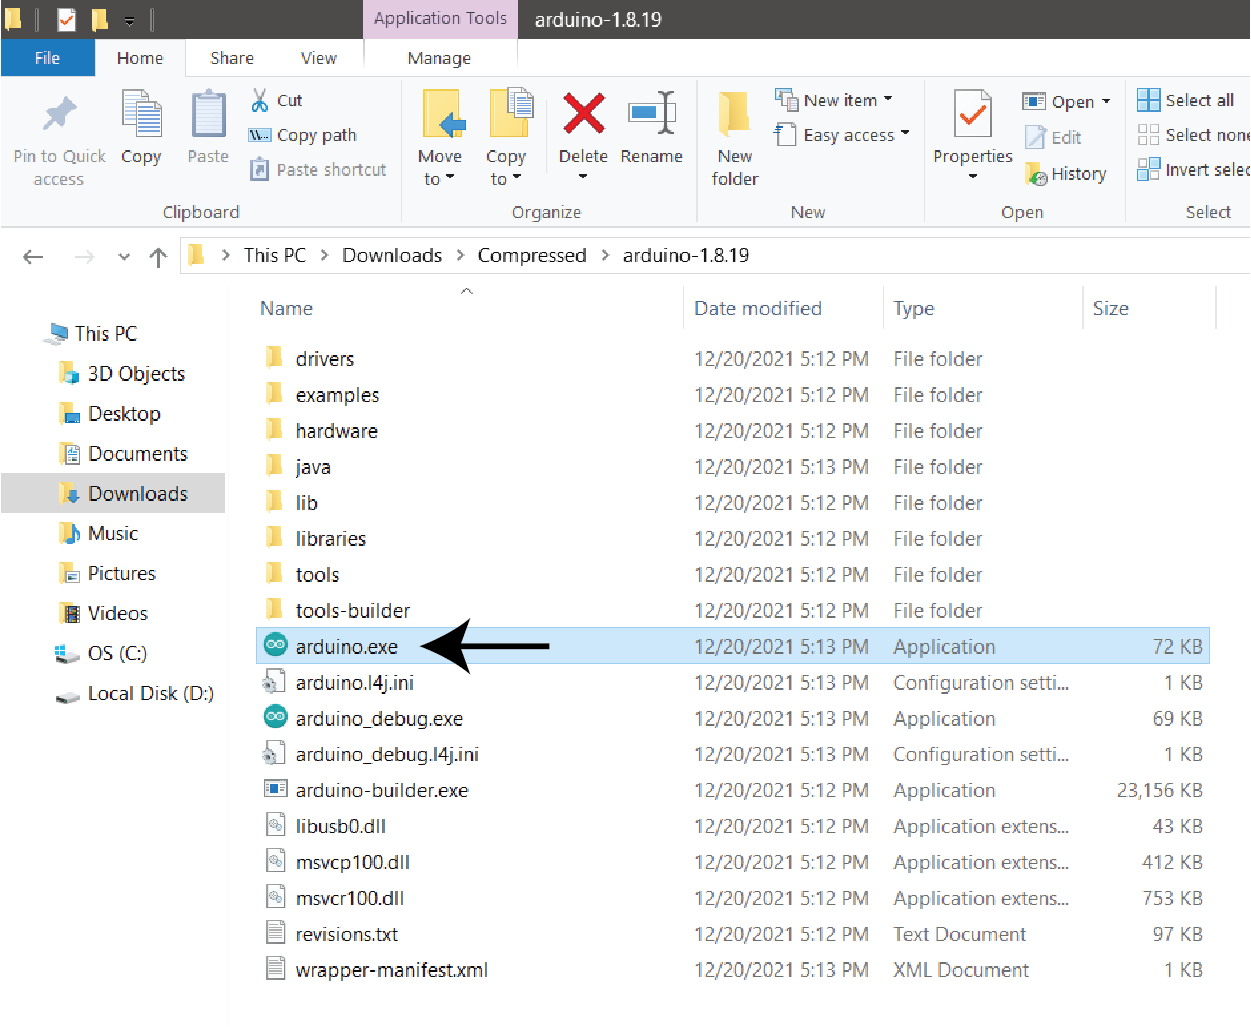 Application Tools arduino-1.8.19
File Home Share View Manage
Pin to Quick access
Copy
Paste
Cut
Copy path
Paste shortcut
Clipboard
Move to
Copy to
Delete
Rename
Organize
New folder
New item
Easy access
New
Properties
Open
Edit
History
Open
Select all
Select none
Invert selec
Select
This PC > Downloads > Compressed > arduino-1.8.19
This PC
3D Objects
Desktop
Documents
Downloads
Music
Pictures
Videos
OS (C:)
Local Disk (D:)
Name Date modified Type Size
drivers 12/20/2021 5:12 PM File folder
examples 12/20/2021 5:12 PM File folder
hardware 12/20/2021 5:12 PM File folder
java 12/20/2021 5:13 PM File folder
lib 12/20/2021 5:12 PM File folder
libraries 12/20/2021 5:12 PM File folder
tools 12/20/2021 5:12 PM File folder
tools-builder 12/20/2021 5:12 PM File folder
arduino.exe 12/20/2021 5:13 PM Application 72 KB
arduino.l4j.ini 12/20/2021 5:13 PM Configuration setti... 1 KB
arduino_debug.exe 12/20/2021 5:13 PM Application 69 KB
arduino_debug.l4j.ini 12/20/2021 5:13 PM Configuration setti... 1 KB
arduino-builder.exe 12/20/2021 5:12 PM Application 23,156 KB
libusb0.dll 12/20/2021 5:12 PM Application extens... 43 KB
msvcp100.dll 12/20/2021 5:12 PM Application extens... 412 KB
msvcr100.dll 12/20/2021 5:12 PM Application extens... 753 KB
revisions.txt 12/20/2021 5:12 PM Text Document 97 KB
wrapper-manifest.xml 12/20/2021 5:13 PM XML Document 1 KB